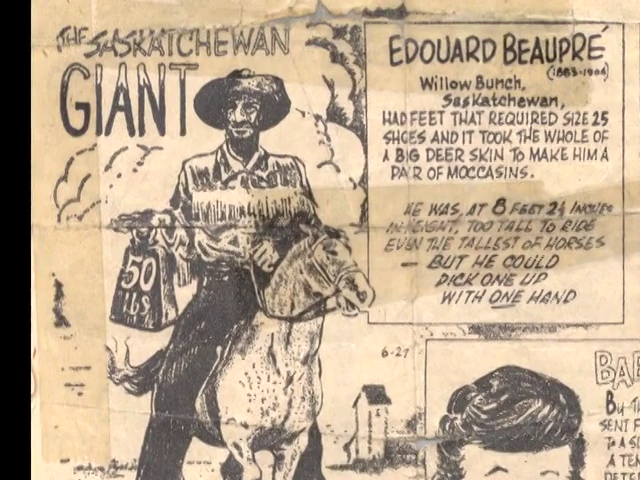 THE SASKATCHEWAN
GIANT
50
lbs
EDOUARD BEAUPRÉ
(1883-1904)
Willow Bunch,
Saskatchewan,
HAD FEET THAT REQUIRED SIZE 25
SHOES AND IT TOOK THE WHOLE OF
A BIG DEER SKIN TO MAKE HIM A
PAIR OF MOCCASINS.
HE WAS, AT 8 FEET 2½ INCHES
IN HEIGHT, TOO TALL TO RIDE
EVEN THE TALLEST OF HORSES
— BUT HE COULD
PICK ONE UP
WITH ONE HAND
6-27
BAB
SENT F
TO A
A TE